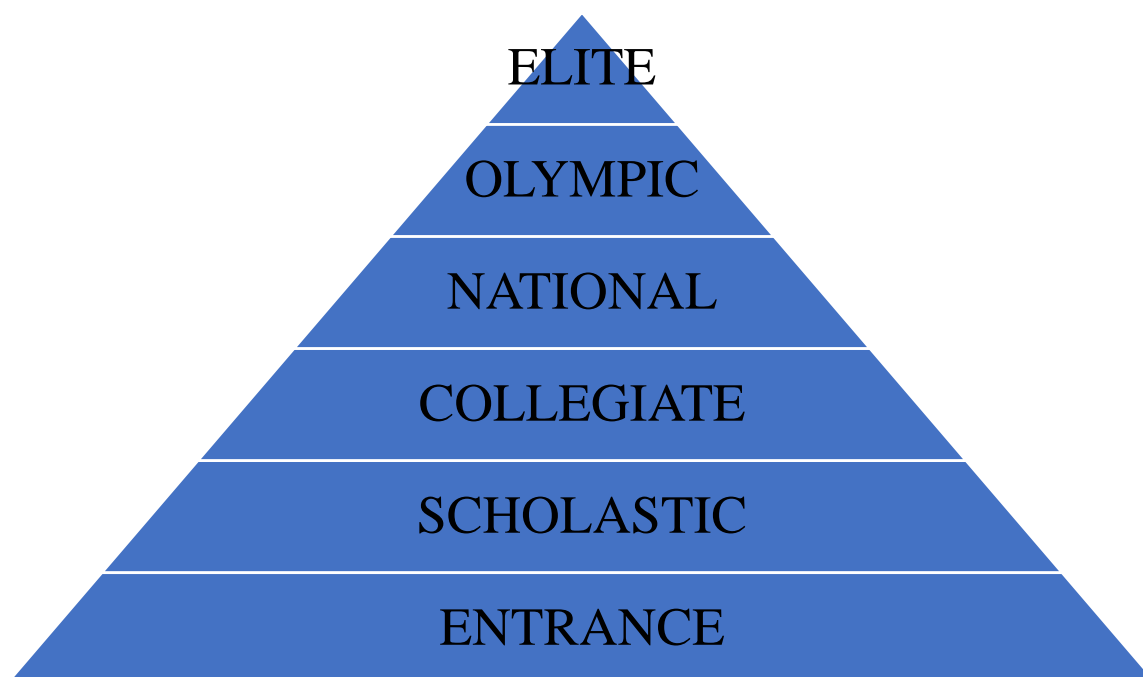 ELITE
OLYMPIC
NATIONAL
COLLEGIATE
SCHOLASTIC
ENTRANCE